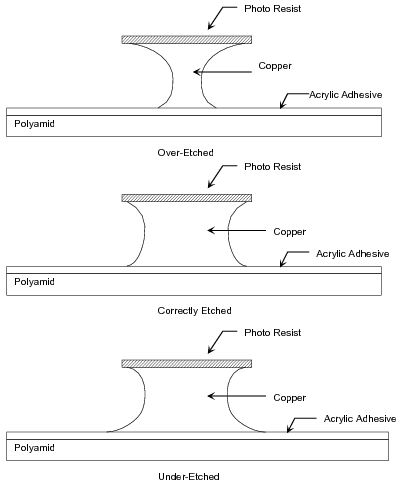 Photo Resist
Copper
Acrylic Adhesive
Polyamid
Over-Etched
Photo Resist
Copper
Acrylic Adhesive
Polyamid
Correctly Etched
Photo Resist
Copper
Acrylic Adhesive
Polyamid
Under-Etched